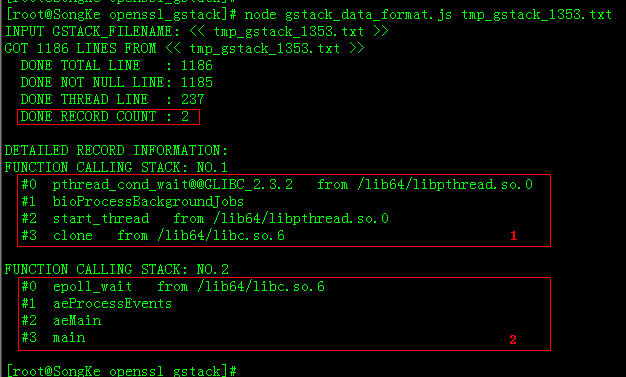 [root@SongKe openssl_gstack]# node gstack_data_format.js tmp_gstack_1353.txt
INPUT GSTACK_FILENAME: << tmp_gstack_1353.txt >>
GOT 1186 LINES FROM << tmp_gstack_1353.txt >>
  DONE TOTAL LINE   : 1186
  DONE NOT NULL LINE: 1185
  DONE THREAD LINE  : 237
  DONE RECORD COUNT : 2

DETAILED RECORD INFORMATION:
FUNCTION CALLING STACK: NO.1
  #0  pthread_cond_wait@@GLIBC_2.3.2   from /lib64/libpthread.so.0
  #1  bioProcessBackgroundJobs
  #2  start_thread   from /lib64/libpthread.so.0
  #3  clone   from /lib64/libc.so.6 1

FUNCTION CALLING STACK: NO.2
  #0  epoll_wait   from /lib64/libc.so.6
  #1  aeProcessEvents
  #2  aeMain
  #3  main 2

[root@SongKe openssl_gstack]#